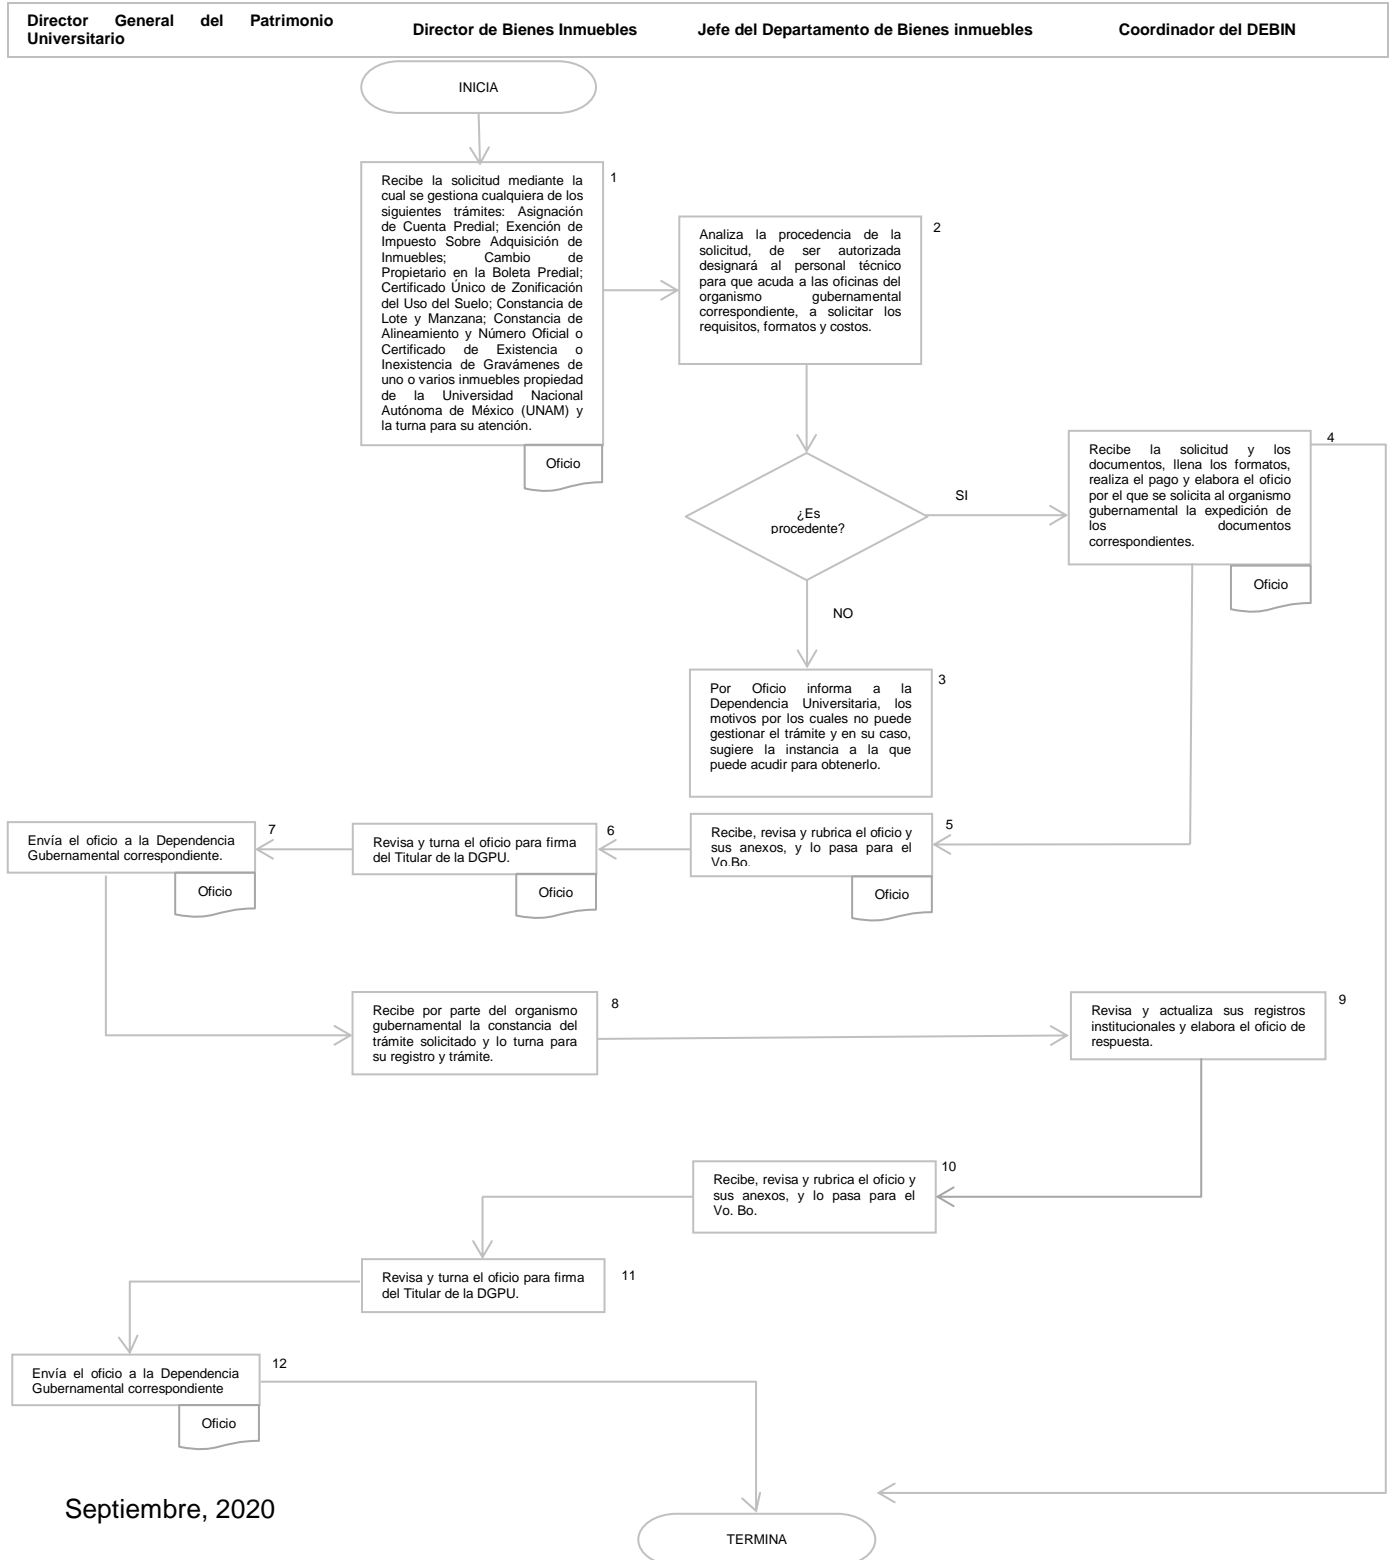 Director General del Patrimonio
Universitario
Director de Bienes Inmuebles
Jefe del Departamento de Bienes inmuebles
Coordinador del DEBIN
INICIA
1
Recibe la solicitud mediante la
cual se gestiona cualquiera de los
siguientes trámites: Asignación
de Cuenta Predial; Exención de
Impuesto Sobre Adquisición de
Inmuebles; Cambio de
Propietario en la Boleta Predial;
Certificado Único de Zonificación
del Uso del Suelo; Constancia de
Lote y Manzana; Constancia de
Alineamiento y Número Oficial o
Certificado de Existencia o
Inexistencia de Gravámenes de
uno o varios inmuebles propiedad
de la Universidad Nacional
Autónoma de México (UNAM) y
la turna para su atención.
Oficio
2
Analiza la procedencia de la
solicitud, de ser autorizada
designará al personal técnico
para que acuda a las oficinas del
organismo gubernamental
correspondiente, a solicitar los
requisitos, formatos y costos.
¿Es
procedente?
SI
NO
4
Recibe la solicitud y los
documentos, llena los formatos,
realiza el pago y elabora el oficio
por el que se solicita al organismo
gubernamental la expedición de
los documentos
correspondientes.
Oficio
3
Por Oficio informa a la
Dependencia Universitaria, los
motivos por los cuales no puede
gestionar el trámite y en su caso,
sugiere la instancia a la que
puede acudir para obtenerlo.
5
Recibe, revisa y rubrica el oficio y
sus anexos, y lo pasa para el
Vo.Bo.
Oficio
6
Revisa y turna el oficio para firma
del Titular de la DGPU.
Oficio
7
Envía el oficio a la Dependencia
Gubernamental correspondiente.
Oficio
8
Recibe por parte del organismo
gubernamental la constancia del
trámite solicitado y lo turna para
su registro y trámite.
9
Revisa y actualiza sus registros
institucionales y elabora el oficio de
respuesta.
10
Recibe, revisa y rubrica el oficio y
sus anexos, y lo pasa para el
Vo. Bo.
11
Revisa y turna el oficio para firma
del Titular de la DGPU.
12
Envía el oficio a la Dependencia
Gubernamental correspondiente
Oficio
Septiembre, 2020
TERMINA